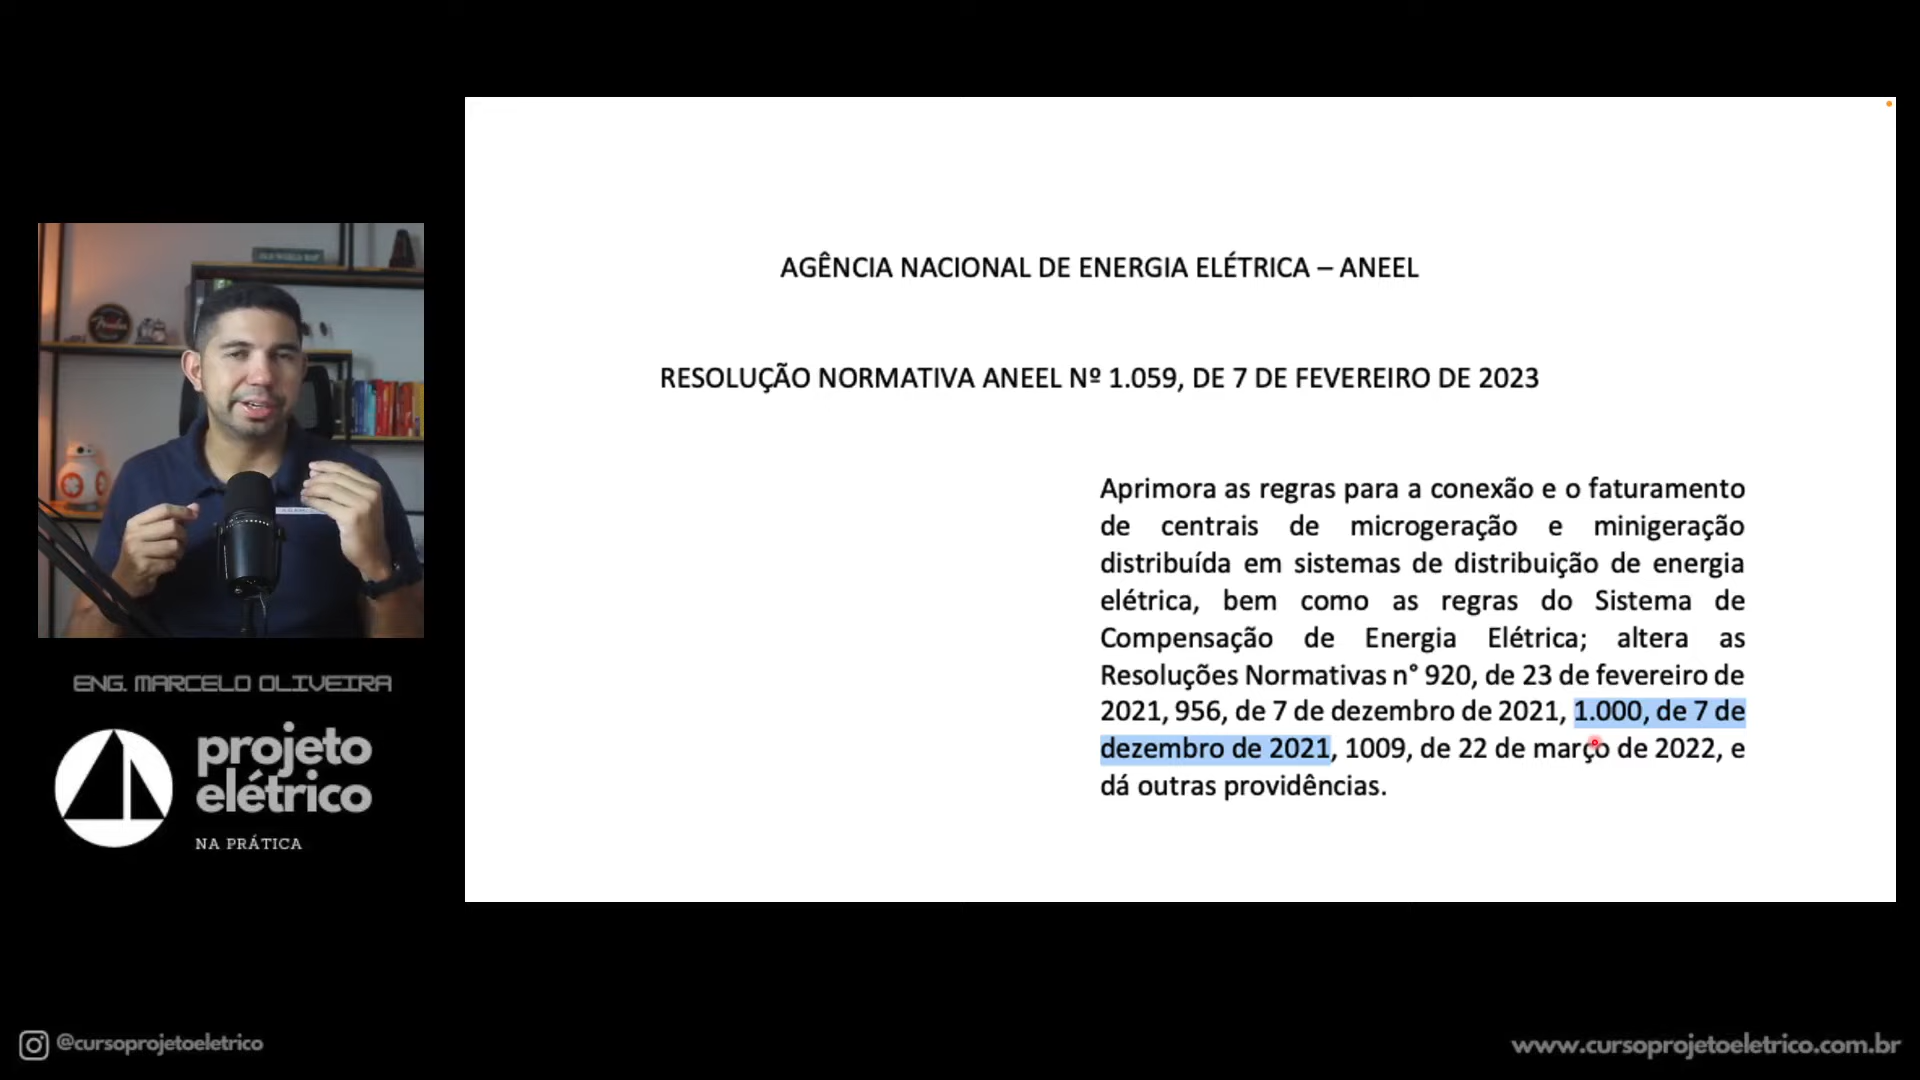 AGÊNCIA NACIONAL DE ENERGIA ELÉTRICA – ANEEL
RESOLUÇÃO NORMATIVA ANEEL Nº 1.059, DE 7 DE FEVEREIRO DE 2023
Aprimora as regras para a conexão e o faturamento
de centrais de microgeração e minigeração
distribuída em sistemas de distribuição de energia
elétrica, bem como as regras do Sistema de
Compensação de Energia Elétrica; altera as
Resoluções Normativas n° 920, de 23 de fevereiro de
2021, 956, de 7 de dezembro de 2021, 1.000, de 7 de
dezembro de 2021, 1009, de 22 de março de 2022, e
dá outras providências.
Fender
ENG. MARCELO OLIVEIRA
projeto
elétrico
NA PRÁTICA
@cursoprojetoeletrico
www.cursoprojetoeletrico.com.br